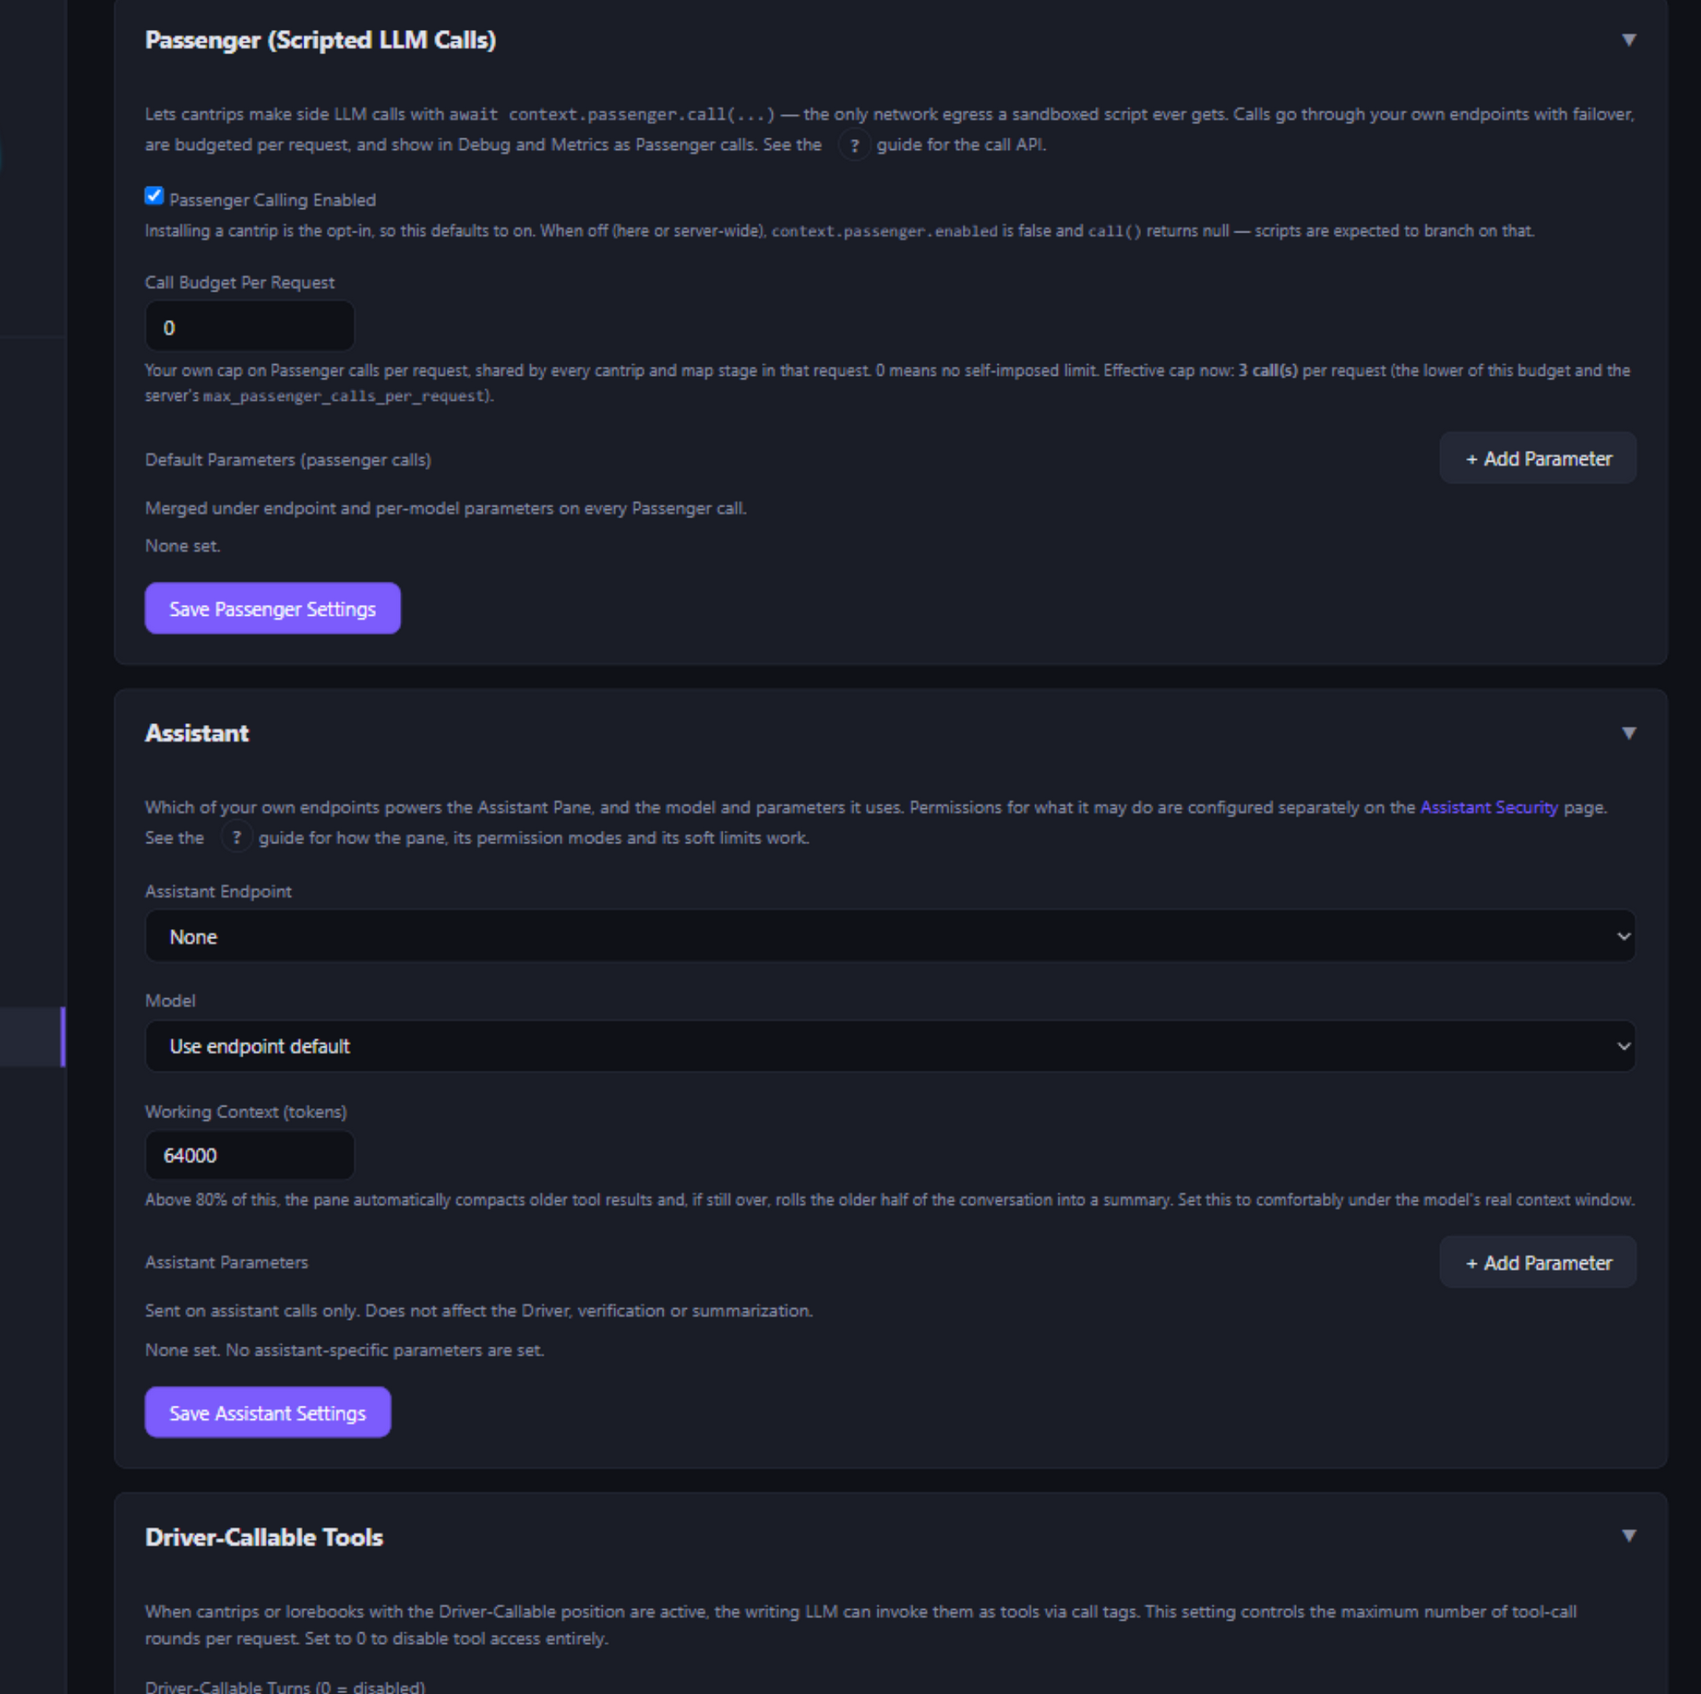 Passenger (Scripted LLM Calls)
Lets cantrips make side LLM calls with await context.passenger.call(...) — the only network egress a sandboxed script ever gets. Calls go through your own endpoints with failover,
are budgeted per request, and show in Debug and Metrics as Passenger calls. See the ? guide for the call API.
Passenger Calling Enabled
Installing a cantrip is the opt-in, so this defaults to on. When off (here or server-wide), context.passenger.enabled is false and call() returns null — scripts are expected to branch on that.
Call Budget Per Request
0
Your own cap on Passenger calls per request, shared by every cantrip and map stage in that request. 0 means no self-imposed limit. Effective cap now: 3 call(s) per request (the lower of this budget and the
server's max_passenger_calls_per_request).
Default Parameters (passenger calls)
+ Add Parameter
Merged under endpoint and per-model parameters on every Passenger call.
None set.
Save Passenger Settings
Assistant
Which of your own endpoints powers the Assistant Pane, and the model and parameters it uses. Permissions for what it may do are configured separately on the Assistant Security page.
See the ? guide for how the pane, its permission modes and its soft limits work.
Assistant Endpoint
None
Model
Use endpoint default
Working Context (tokens)
64000
Above 80% of this, the pane automatically compacts older tool results and, if still over, rolls the older half of the conversation into a summary. Set this to comfortably under the model's real context window.
Assistant Parameters
+ Add Parameter
Sent on assistant calls only. Does not affect the Driver, verification or summarization.
None set. No assistant-specific parameters are set.
Save Assistant Settings
Driver-Callable Tools
When cantrips or lorebooks with the Driver-Callable position are active, the writing LLM can invoke them as tools via call tags. This setting controls the maximum number of tool-call
rounds per request. Set to 0 to disable tool access entirely.
Driver-Callable Turns (0 = disabled)